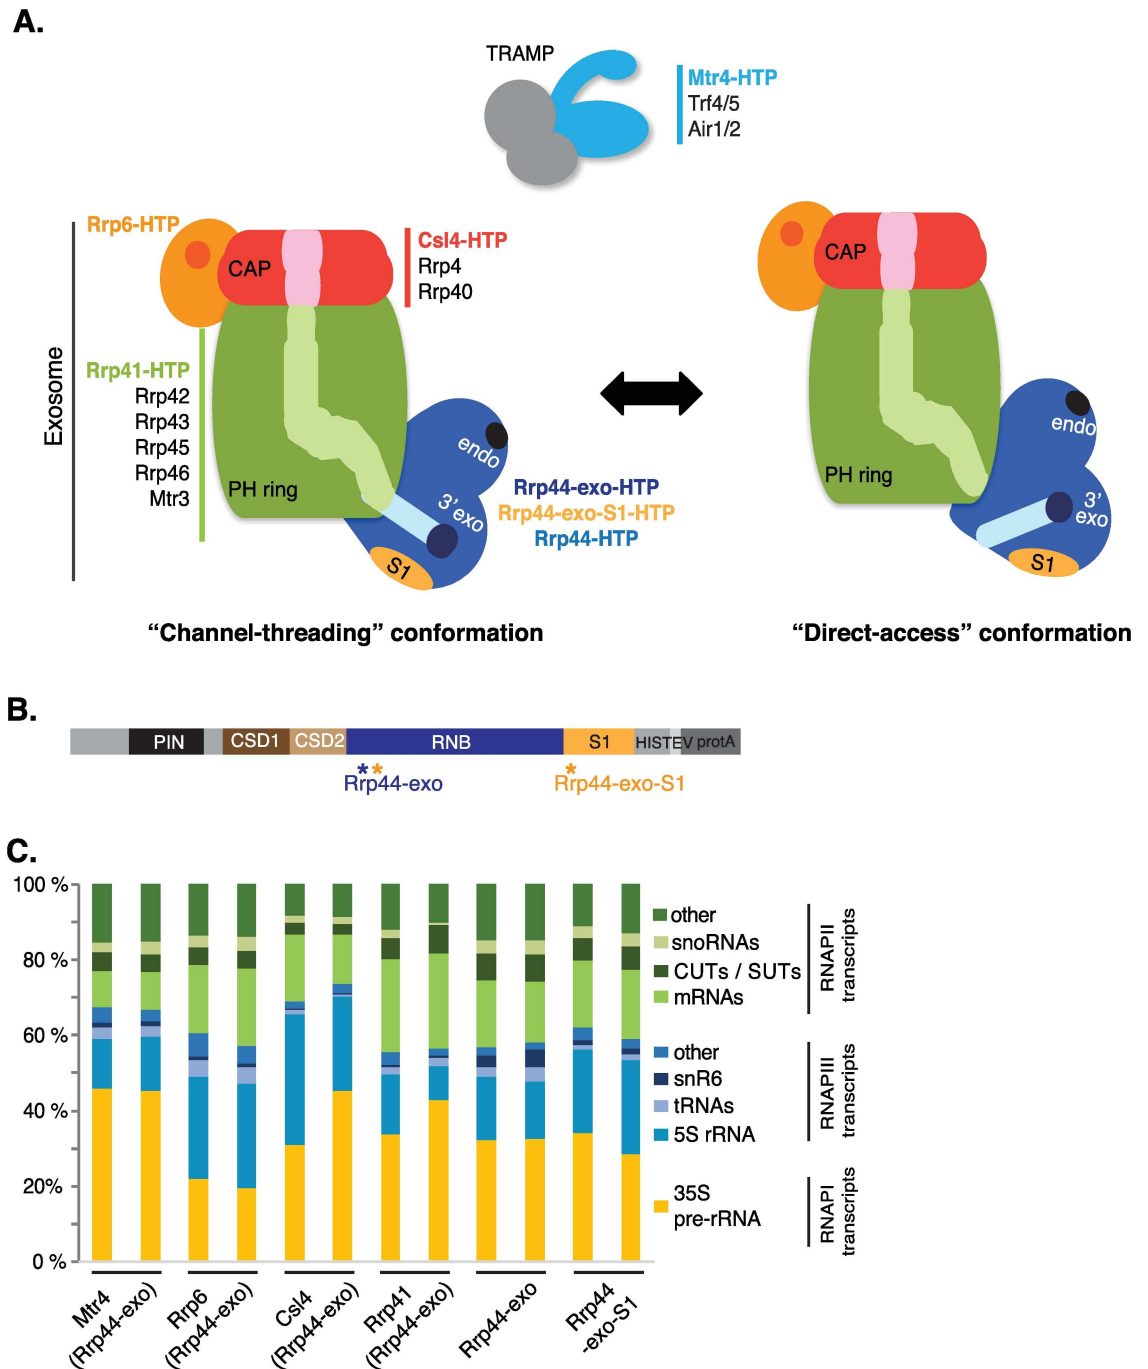 A.
TRAMP
Mtr4-HTP
Trf4/5
Air1/2
Exosome
Rrp6-HTP
CAP
Csl4-HTP
Rrp4
Rrp40
Rrp41-HTP
Rrp42
Rrp43
Rrp45
Rrp46
Mtr3
PH ring
endo
3' exo
S1
Rrp44-exo-HTP
Rrp44-exo-S1-HTP
Rrp44-HTP
CAP
PH ring
endo
3'
exo
S1
“Channel-threading” conformation
“Direct-access” conformation
B.
PIN CSD1 CSD2 RNB S1 HISTEV protA
* * *
Rrp44-exo Rrp44-exo-S1
C.
100 %
80 %
60 %
40 %
20%
0 %
other
snoRNAs
CUTs / SUTs
mRNAs
RNAPII
transcripts
other
snR6
tRNAs
5S rRNA
RNAPIII
transcripts
35S
pre-rRNA
RNAPI
transcripts
Mtr4
(Rrp44-exo)
Rrp6
(Rrp44-exo)
Csl4
(Rrp44-exo)
Rrp41
(Rrp44-exo)
Rrp44-exo
Rrp44
-exo-S1